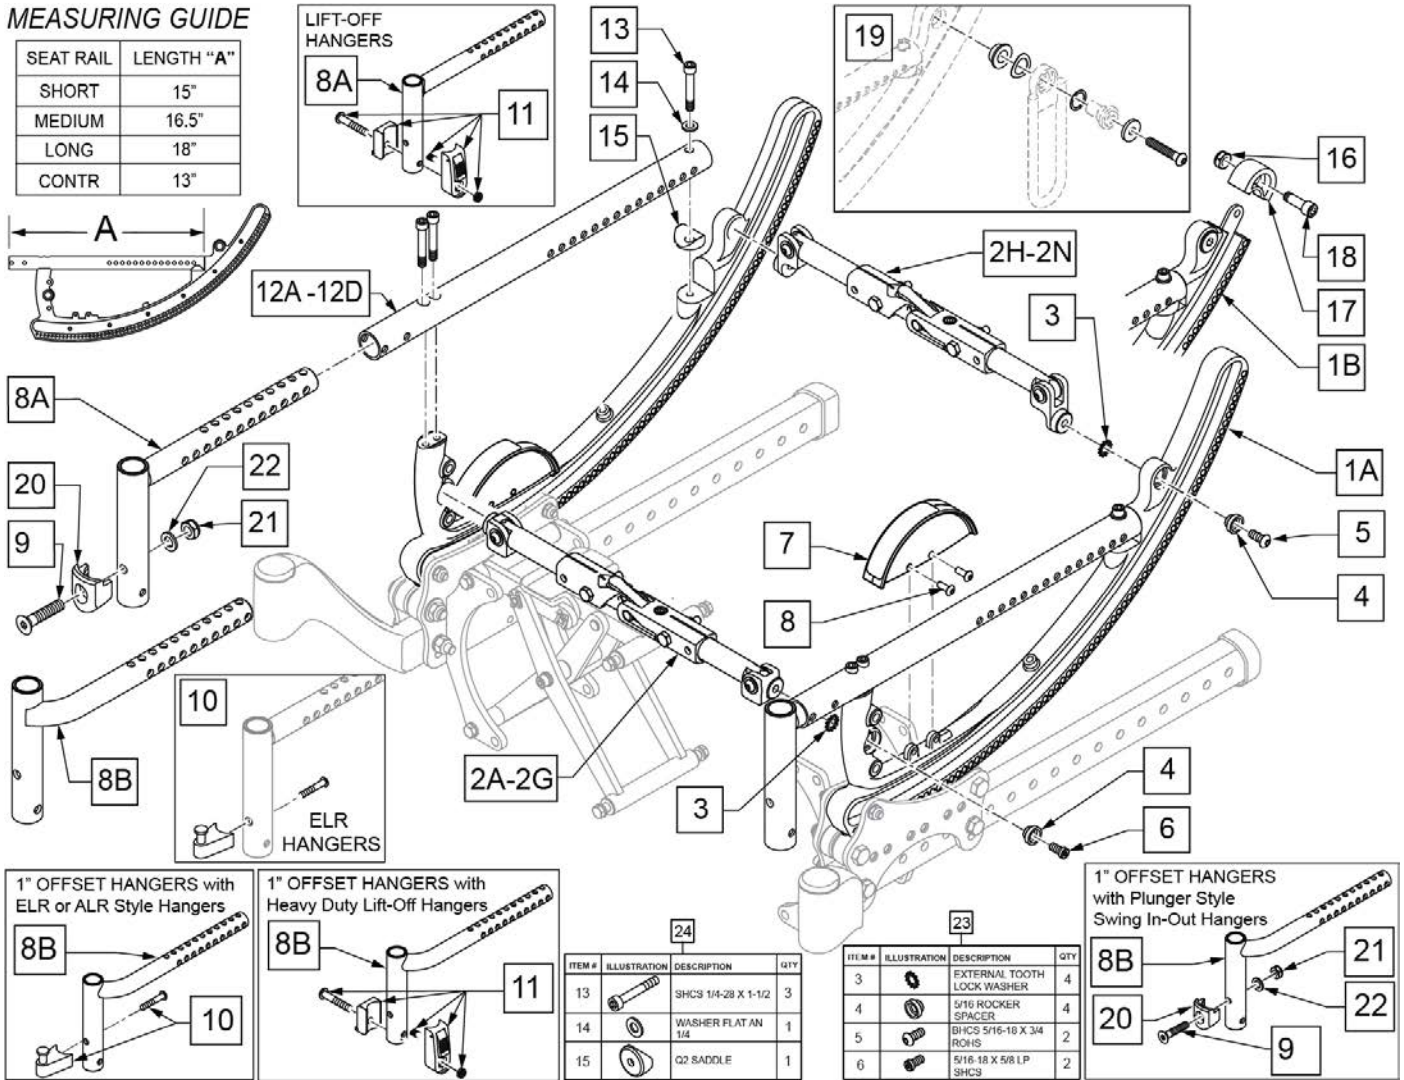 MEASURING GUIDE
SEAT RAIL LENGTH "A"
SHORT 15"
MEDIUM 16.5"
LONG 18"
CONTR 13"
A
LIFT-OFF
HANGERS
8A
11
13
14
15
19
16
18
17
1B
2H-2N
3
12A -12D
8A
20
22
21
9
1A
5
4
7
8
8B
10
ELR
HANGERS
2A-2G
3
4
6
1" OFFSET HANGERS with
ELR or ALR Style Hangers
8B
10
1" OFFSET HANGERS with
Heavy Duty Lift-Off Hangers
8B
11
24
ITEM # ILLUSTRATION DESCRIPTION QTY
13 SHCS 1/4-28 X 1-1/2 3
14 WASHER FLAT AN
1/4 1
15 Q2 SADDLE 1
23
ITEM # ILLUSTRATION DESCRIPTION QTY
3 EXTERNAL TOOTH
LOCK WASHER 4
4 5/16 ROCKER
SPACER 4
5 BHCS 5/16-18 X 3/4
ROHS 2
6 5/16-18 X 5/8 LP
SHCS 2
1" OFFSET HANGERS
with Plunger Style
Swing In-Out Hangers
8B
21
20
22
9